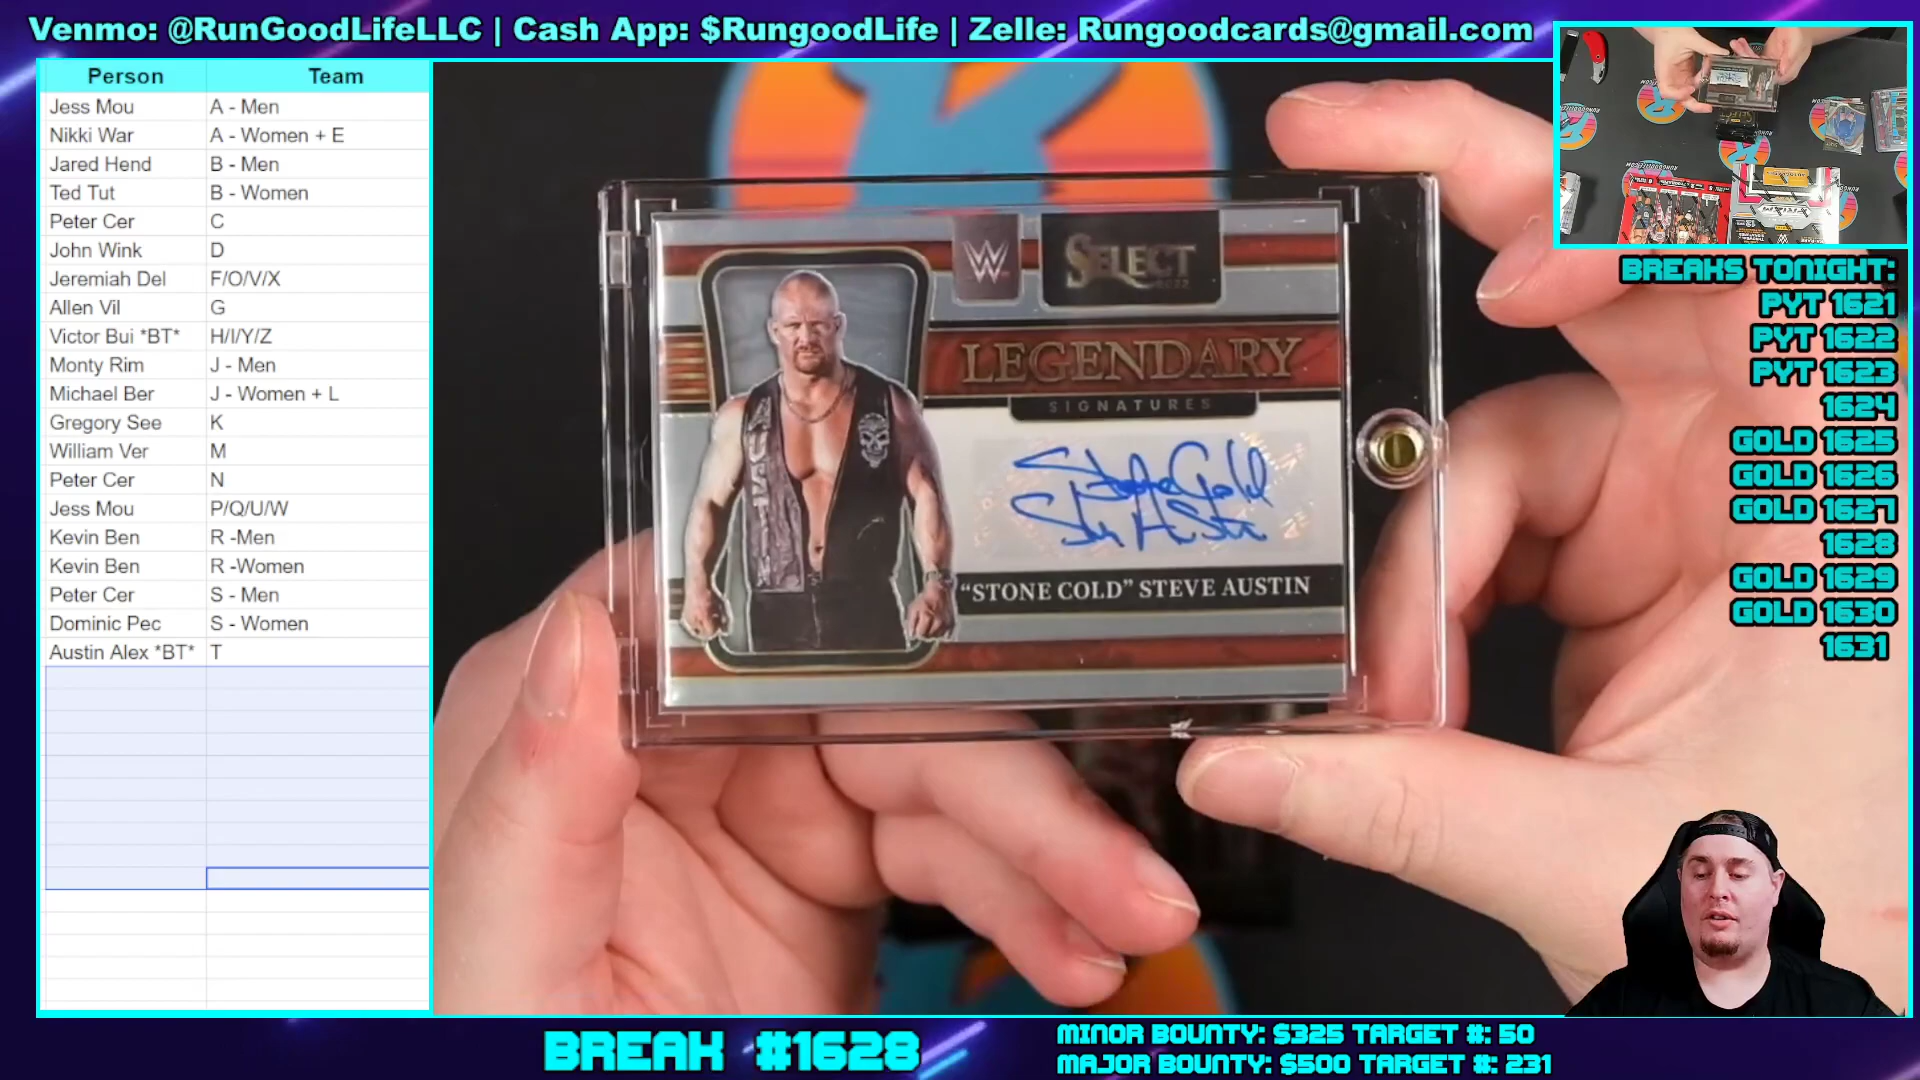 Venmo: @RunGoodLifeLLC | Cash App: $RungoodLife | Zelle: Rungoodcards@gmail.com
Person Team
Jess Mou A - Men
Nikki War A - Women + E
Jared Hend B - Men
Ted Tut B - Women
Peter Cer C
John Wink D
Jeremiah Del F/O/V/X
Allen Vil G
Victor Bui *BT* H/I/Y/Z
Monty Rim J - Men
Michael Ber J - Women + L
Gregory See K
William Ver M
Peter Cer N
Jess Mou P/Q/U/W
Kevin Ben R -Men
Kevin Ben R -Women
Peter Cer S - Men
Dominic Pec S - Women
Austin Alex *BT* T
W SELECT
2022
LEGENDARY
SIGNATURES
Stone Cold
"STONE COLD" STEVE AUSTIN
BREAKS TONIGHT:
PYT 1621
PYT 1622
PYT 1623
1624
GOLD 1625
GOLD 1626
GOLD 1627
1628
GOLD 1629
GOLD 1630
1631
BREAK #1628
MINOR BOUNTY: $325 TARGET #: 50
MAJOR BOUNTY: $500 TARGET #: 231